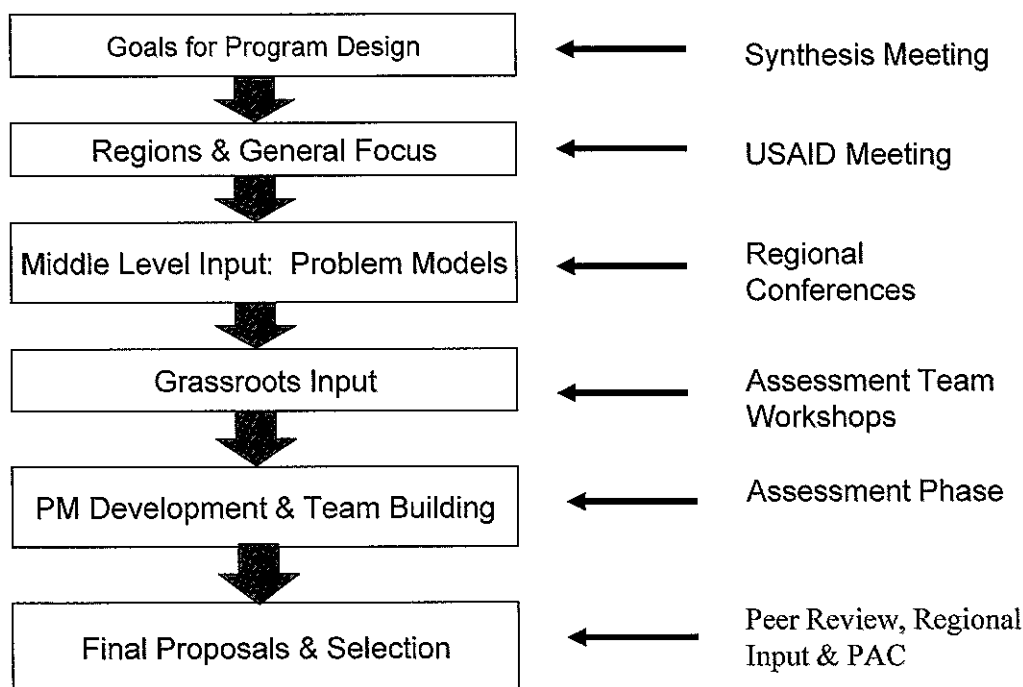 Goals for Program Design
Synthesis Meeting
Regions & General Focus
USAID Meeting
Middle Level Input: Problem Models
Regional
Conferences
Grassroots Input
Assessment Team
Workshops
PM Development & Team Building
Assessment Phase
Final Proposals & Selection
Peer Review, Regional
Input & PAC